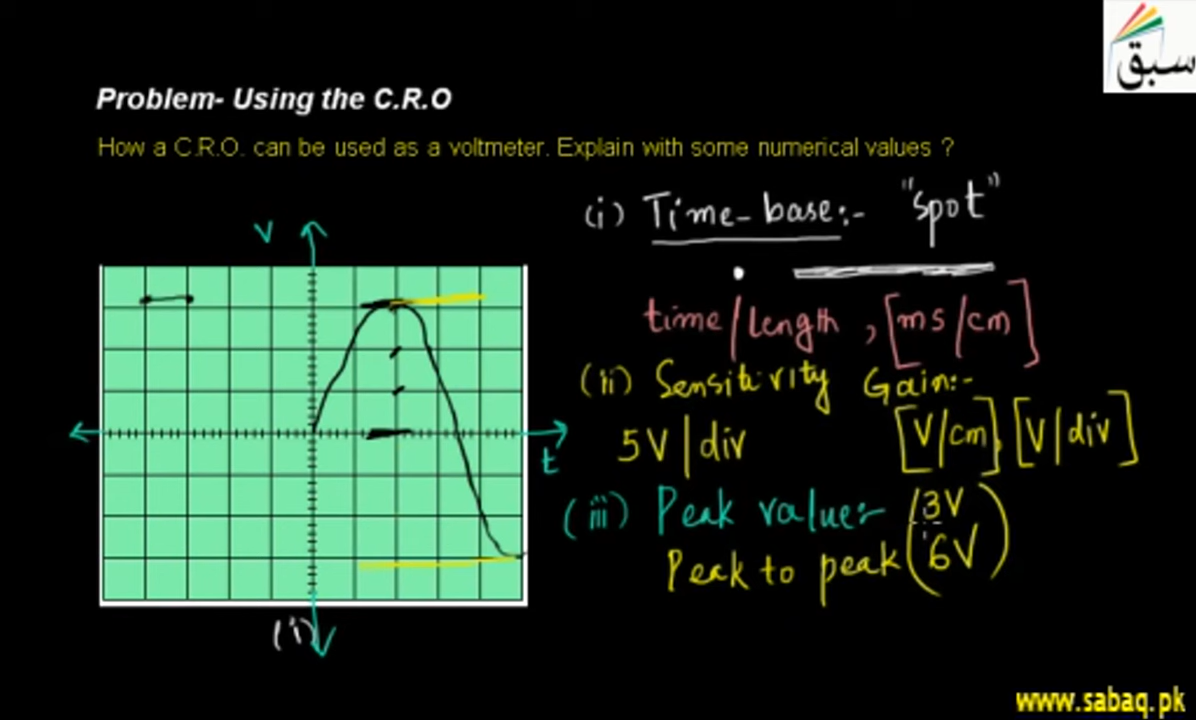 سبق
Problem- Using the C.R.O
How a C.R.O. can be used as a voltmeter. Explain with some numerical values ?
(i) Time-base:- "spot"
time/length, [ms/cm]
(ii) Sensitivity Gain:-
5V/div [V/cm], [V/div]
(iii) Peak value:- (3V
Peak to peak (6V)
V
t
(i)
V
www.sabaq.pk